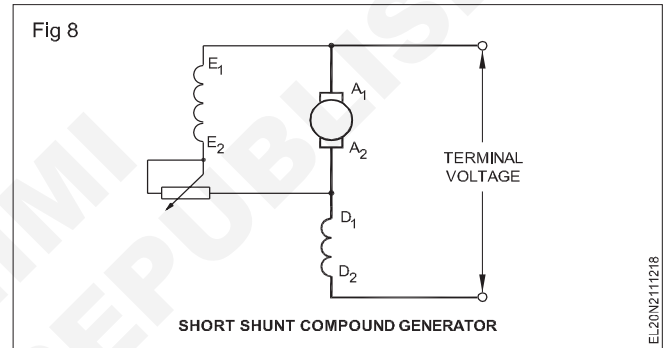 Fig 8
E1
E2
A1
A2
D1
D2
TERMINAL
VOLTAGE
SHORT SHUNT COMPOUND GENERATOR
EL20N2111218